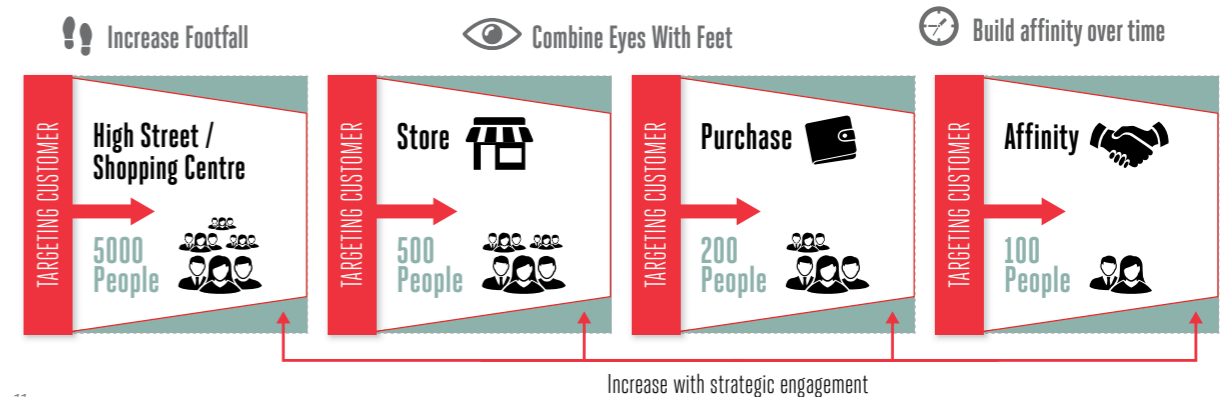 Increase Footfall
Combine Eyes With Feet
Build affinity over time
TARGETING CUSTOMER
High Street /
Shopping Centre
5000
People
TARGETING CUSTOMER
Store
500
People
TARGETING CUSTOMER
Purchase
200
People
TARGETING CUSTOMER
Affinity
100
People
Increase with strategic engagement